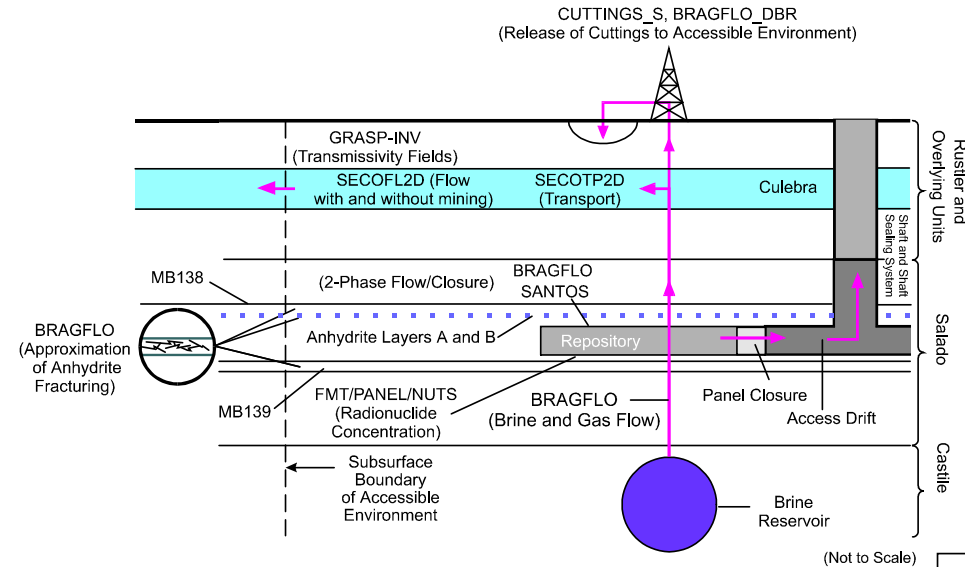 CUTTINGS_S, BRAGFLO_DBR
(Release of Cuttings to Accessible Environment)
GRASP-INV
(Transmissivity Fields)
SECOFL2D (Flow
with and without mining)
SECOTP2D
(Transport)
Culebra
Rustler and
Overlying Units
Shaft and Shaft
Sealing System
MB138
(2-Phase Flow/Closure)
BRAGFLO
SANTOS
BRAGFLO
(Approximation
of Anhydrite
Fracturing)
Anhydrite Layers A and B
Repository
Salado
MB139
FMT/PANEL/NUTS
(Radionuclide
Concentration)
BRAGFLO
(Brine and Gas Flow)
Panel Closure
Access Drift
Subsurface
Boundary
of Accessible
Environment
Castile
Brine
Reservoir
(Not to Scale)